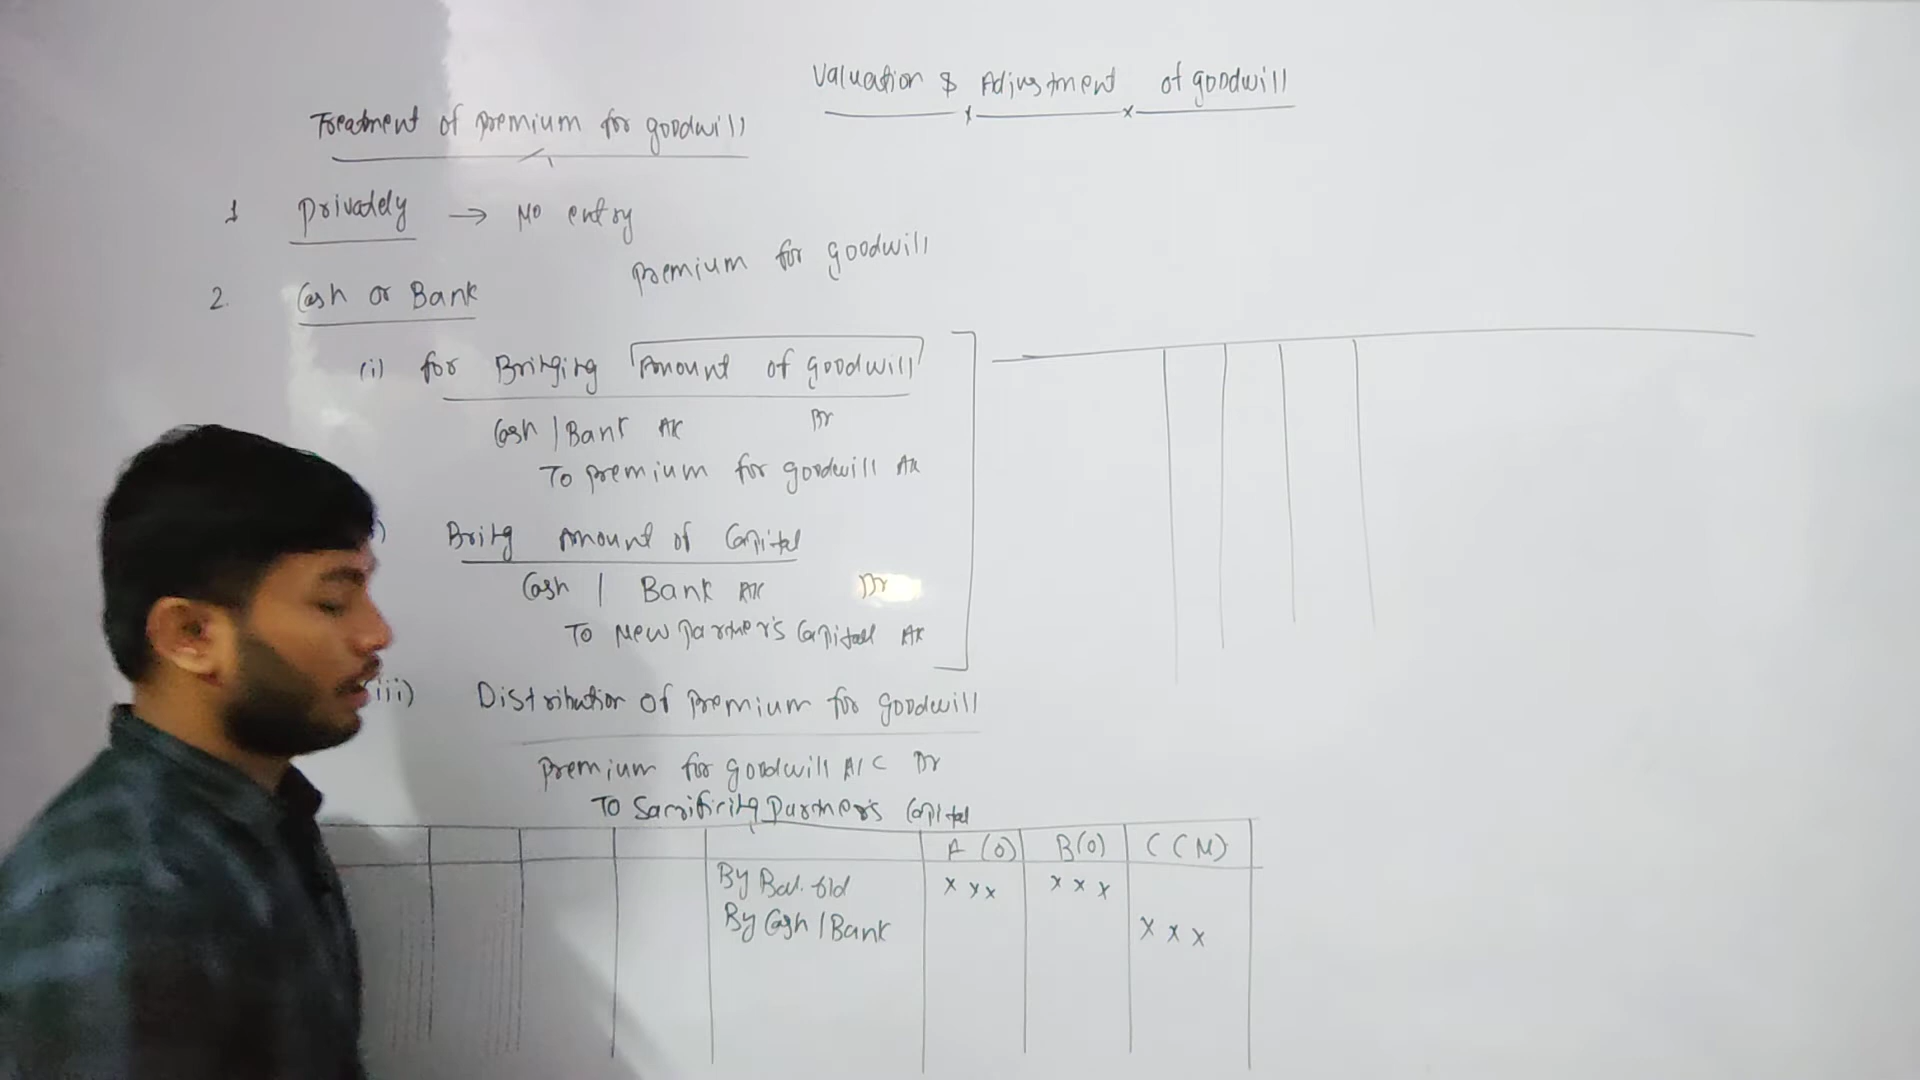 Valuation & Adjustment of goodwill
Treatment of premium for goodwill
1 privately → No entry
premium for goodwill
2. Cash or Bank
(i) for Bringing Amount of goodwill
Cash / Bank A/c Dr
To premium for goodwill A/c
) Bring Amount of Capital
Cash / Bank A/c Dr
To New partner's Capital A/c
iii) Distribution of premium for goodwill
premium for goodwill A/C Dr
To Sacrificing partner's Capital
A (O) B(O) C (N)
By Bal. b/d x x x x x x
By Cash / Bank x x x